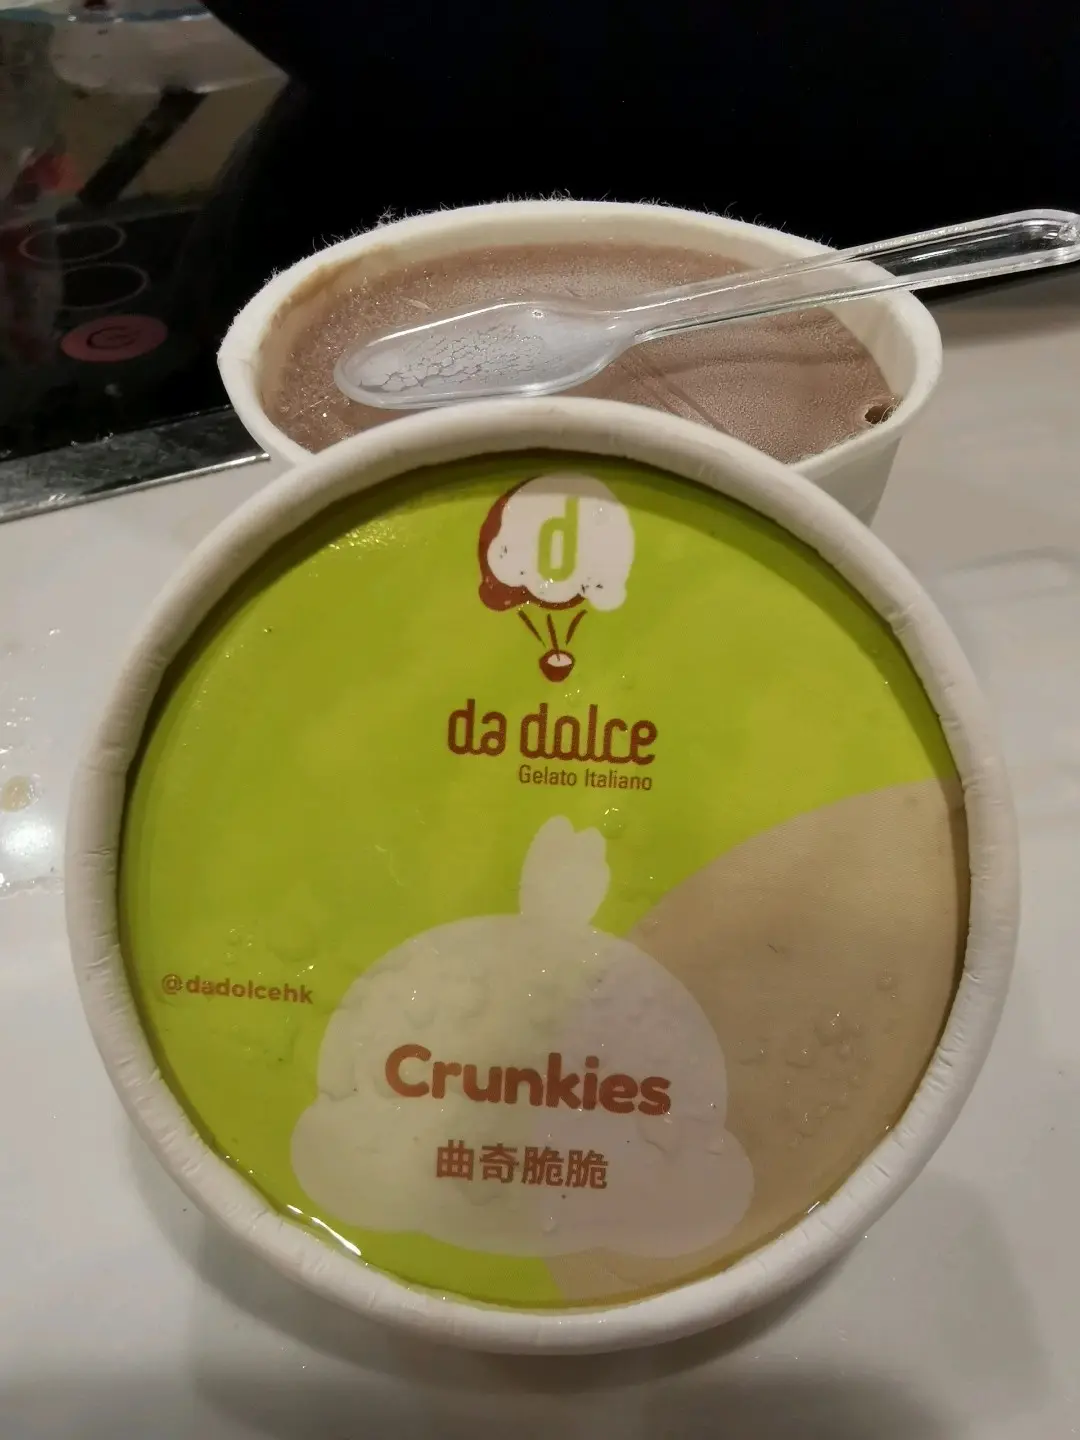 d
da dolce
Gelato Italiano
@dadolcehk
Crunkies
曲奇脆脆